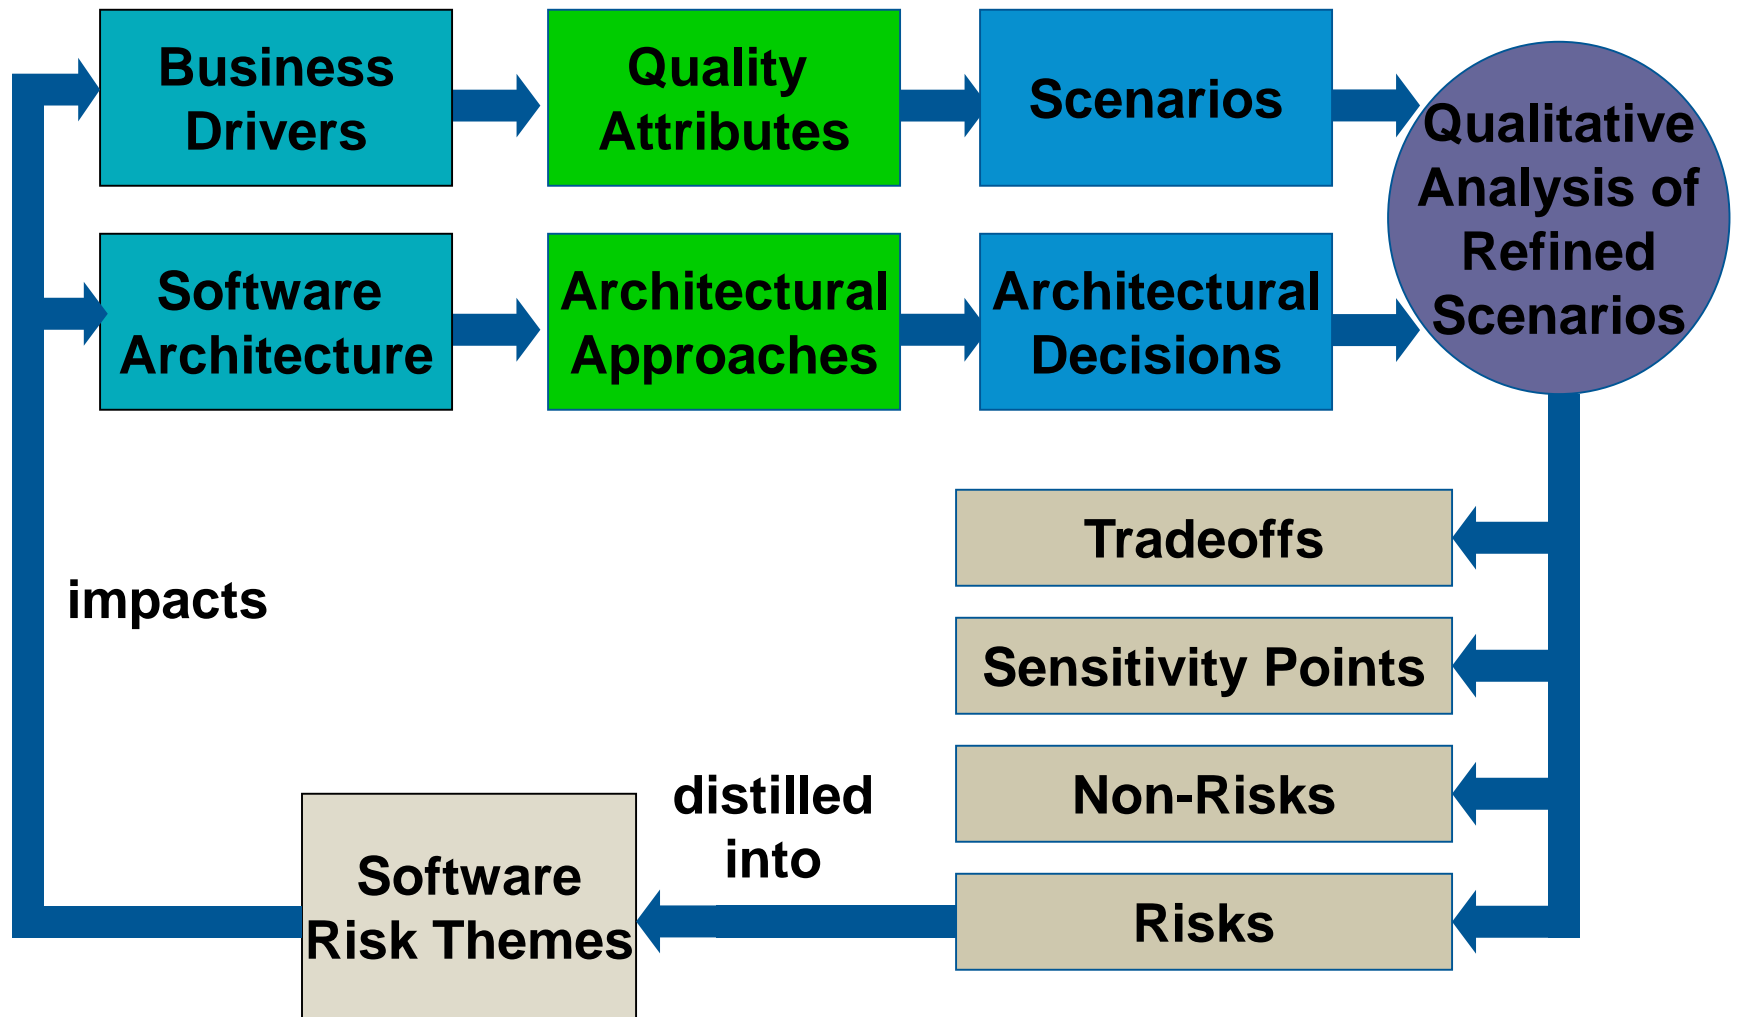 Business
Drivers
Quality
Attributes
Scenarios
Qualitative
Analysis of
Refined
Scenarios
Software
Architecture
Architectural
Approaches
Architectural
Decisions
Tradeoffs
impacts
Sensitivity Points
Non-Risks
distilled
into
Risks
Software
Risk Themes